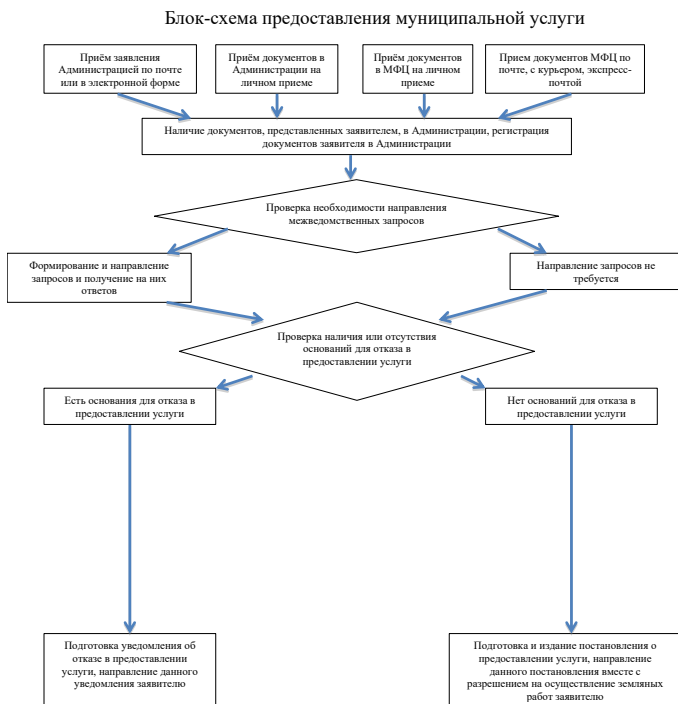 Блок-схема предоставления муниципальной услуги
Приём заявления
Администрацией по почте
или в электронной форме
Приём документов в
Администрации на
личном приеме
Приём документов
в МФЦ на личном
приеме
Прием документов МФЦ по
почте, с курьером, экспресс-
почтой
Наличие документов, представленных заявителем, в Администрации, регистрация
документов заявителя в Администрации
Проверка необходимости направления
межведомственных запросов
Формирование и направление
запросов и получение на них
ответов
Направление запросов не
требуется
Проверка наличия или отсутствия
оснований для отказа в
предоставлении услуги
Есть основания для отказа в
предоставлении услуги
Нет оснований для отказа в
предоставлении услуги
Подготовка уведомления об
отказе в предоставлении
услуги, направление данного
уведомления заявителю
Подготовка и издание постановления о
предоставлении услуги, направление
данного постановления вместе с
разрешением на осуществление земляных
работ заявителю